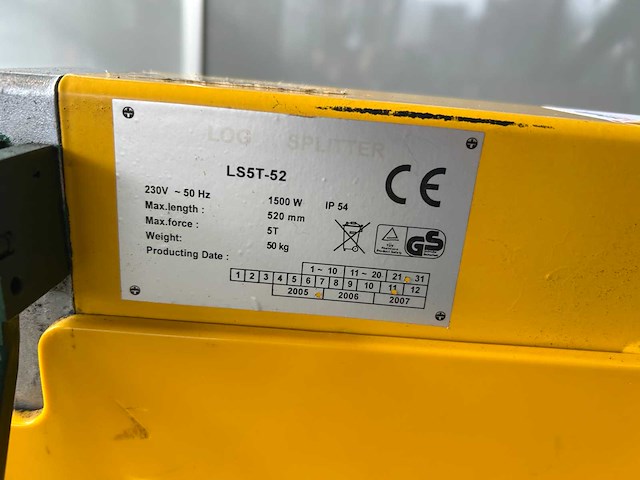 LOG SPLITTER
LS5T-52
230V ~ 50 Hz 1500 W IP 54
Max.length : 520 mm
Max.force : 5T
Weight: 50 kg
Producting Date :
1 ~ 10 11 ~ 20 21 ~ 31
1 2 3 4 5 6 7 8 9 10 11 12
2005 2006 2007
CE
GS